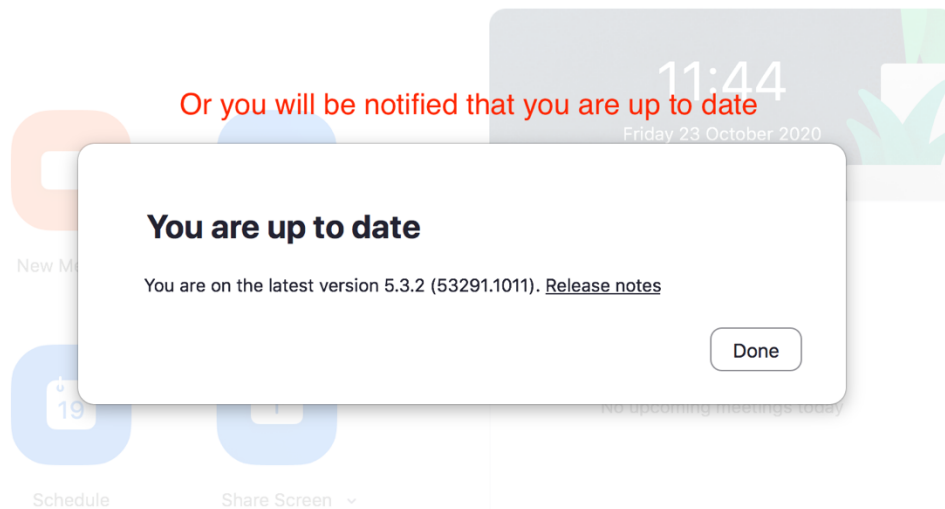 11:44
Or you will be notified that you are up to date
Friday 23 October 2020
You are up to date
New Me
You are on the latest version 5.3.2 (53291.1011). Release notes
Done
19
No upcoming meetings today
Schedule
Share Screen